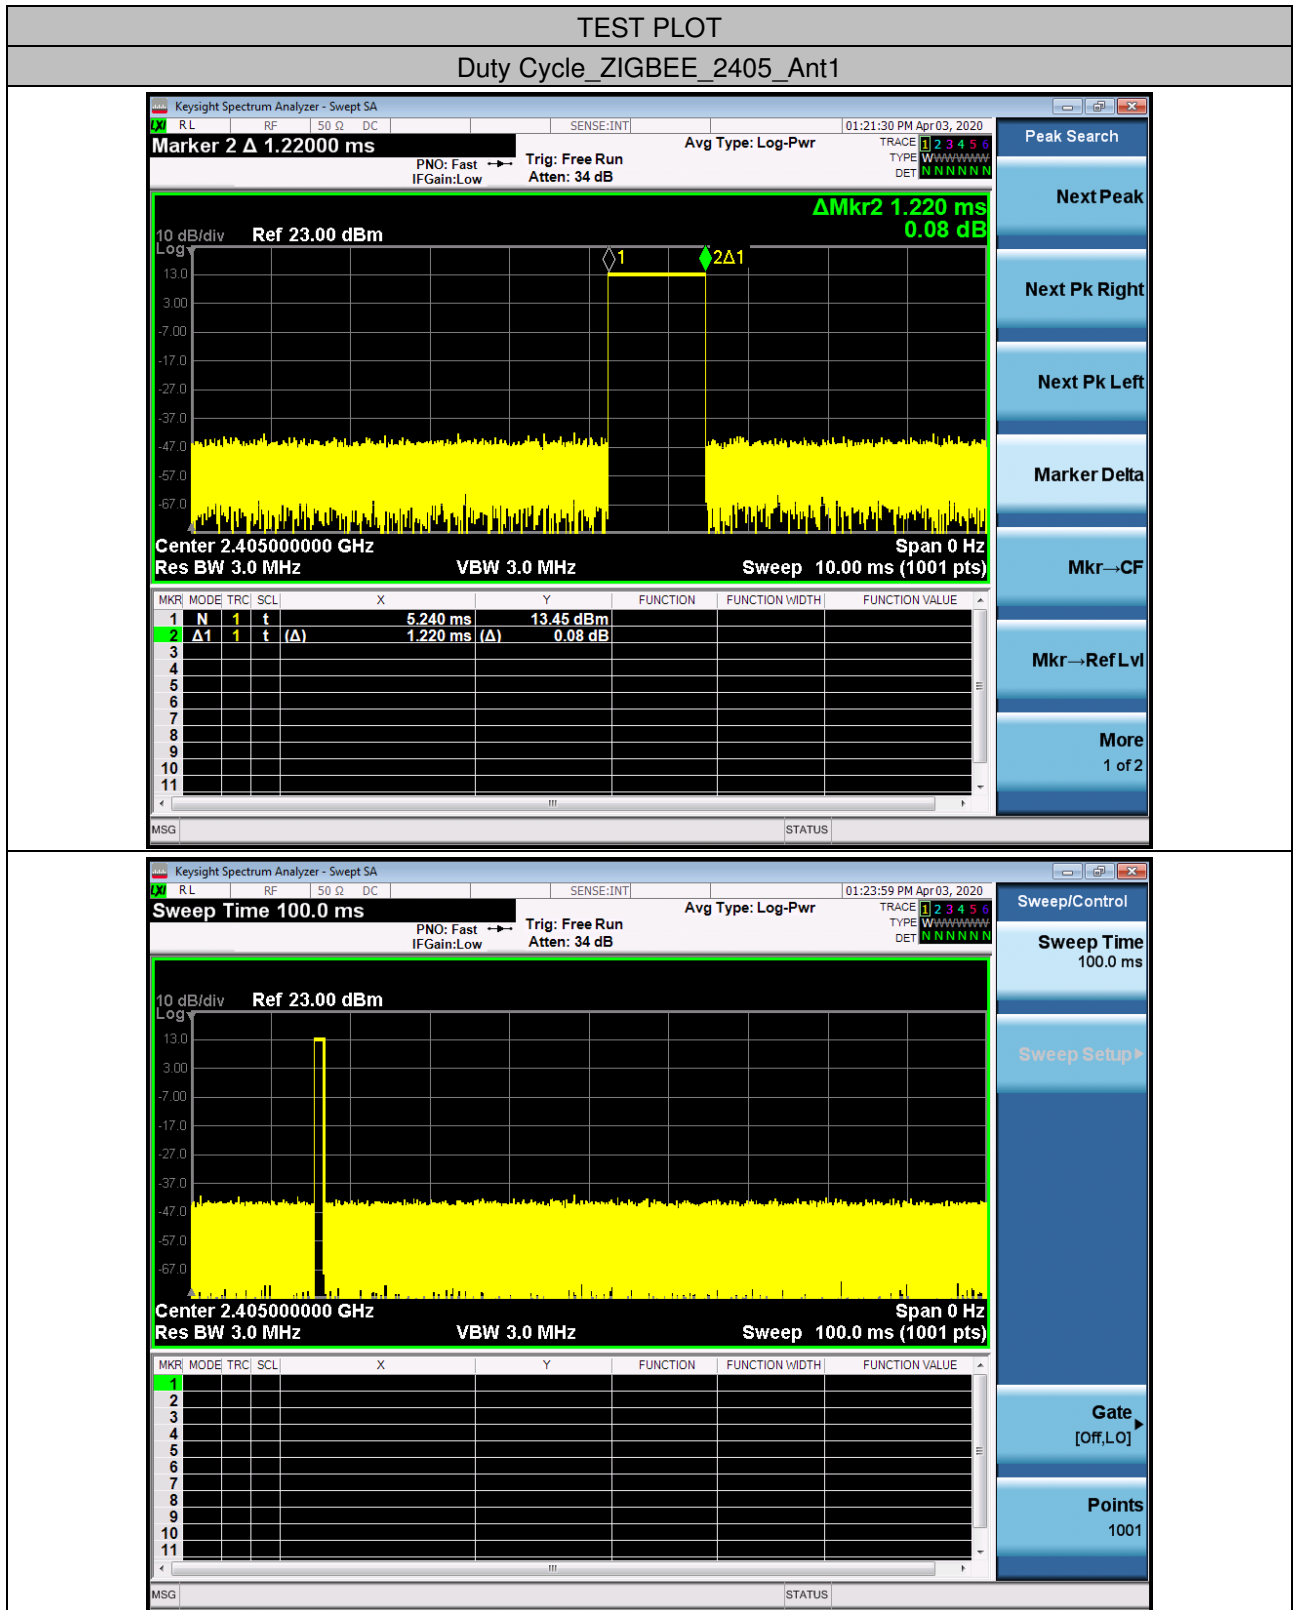 TEST PLOT
Duty Cycle_ZIGBEE_2405_Ant1
Keysight Spectrum Analyzer - Swept SA
LXI RL RF 50 Ω DC SENSE:INT 01:21:30 PM Apr 03, 2020
Marker 2 Δ 1.22000 ms
PNO: Fast
IFGain:Low
Trig: Free Run
Atten: 34 dB
Avg Type: Log-Pwr
TRACE 1 2 3 4 5 6
TYPE WWWWWW
DET N N N N N N
Peak Search
Next Peak
Next Pk Right
Next Pk Left
Marker Delta
Mkr→CF
Mkr→Ref Lvl
More
1 of 2
ΔMkr2 1.220 ms
0.08 dB
10 dB/div Ref 23.00 dBm
Log
13.0
3.00
-7.00
-17.0
-27.0
-37.0
-47.0
-57.0
-67.0
1
2Δ1
Center 2.405000000 GHz Span 0 Hz
Res BW 3.0 MHz VBW 3.0 MHz Sweep 10.00 ms (1001 pts)
MKR MODE TRC SCL X Y FUNCTION FUNCTION WIDTH FUNCTION VALUE
1 N 1 t 5.240 ms 13.45 dBm
2 Δ1 1 t (Δ) 1.220 ms (Δ) 0.08 dB
3
4
5
6
7
8
9
10
11
MSG STATUS
Keysight Spectrum Analyzer - Swept SA
LXI RL RF 50 Ω DC SENSE:INT 01:23:59 PM Apr 03, 2020
Sweep Time 100.0 ms
PNO: Fast
IFGain:Low
Trig: Free Run
Atten: 34 dB
Avg Type: Log-Pwr
TRACE 1 2 3 4 5 6
TYPE WWWWWW
DET N N N N N N
Sweep/Control
Sweep Time
100.0 ms
Sweep Setup
Gate
[Off,LO]
Points
1001
10 dB/div Ref 23.00 dBm
Log
13.0
3.00
-7.00
-17.0
-27.0
-37.0
-47.0
-57.0
-67.0
Center 2.405000000 GHz Span 0 Hz
Res BW 3.0 MHz VBW 3.0 MHz Sweep 100.0 ms (1001 pts)
MKR MODE TRC SCL X Y FUNCTION FUNCTION WIDTH FUNCTION VALUE
1
2
3
4
5
6
7
8
9
10
11
MSG STATUS